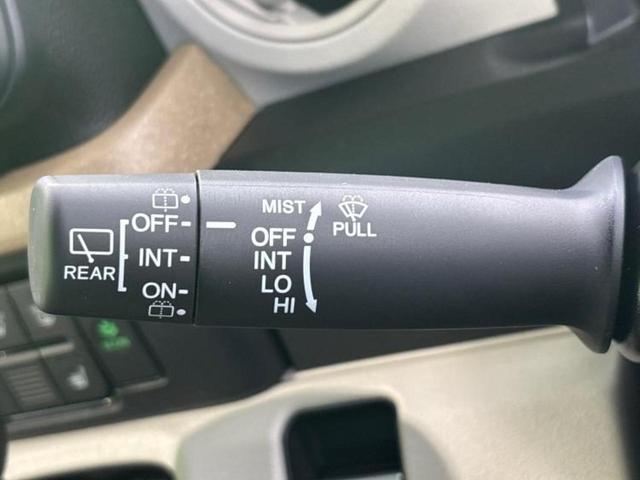 REAR
OFF
INT
ON
MIST
OFF
INT
LO
HI
PULL